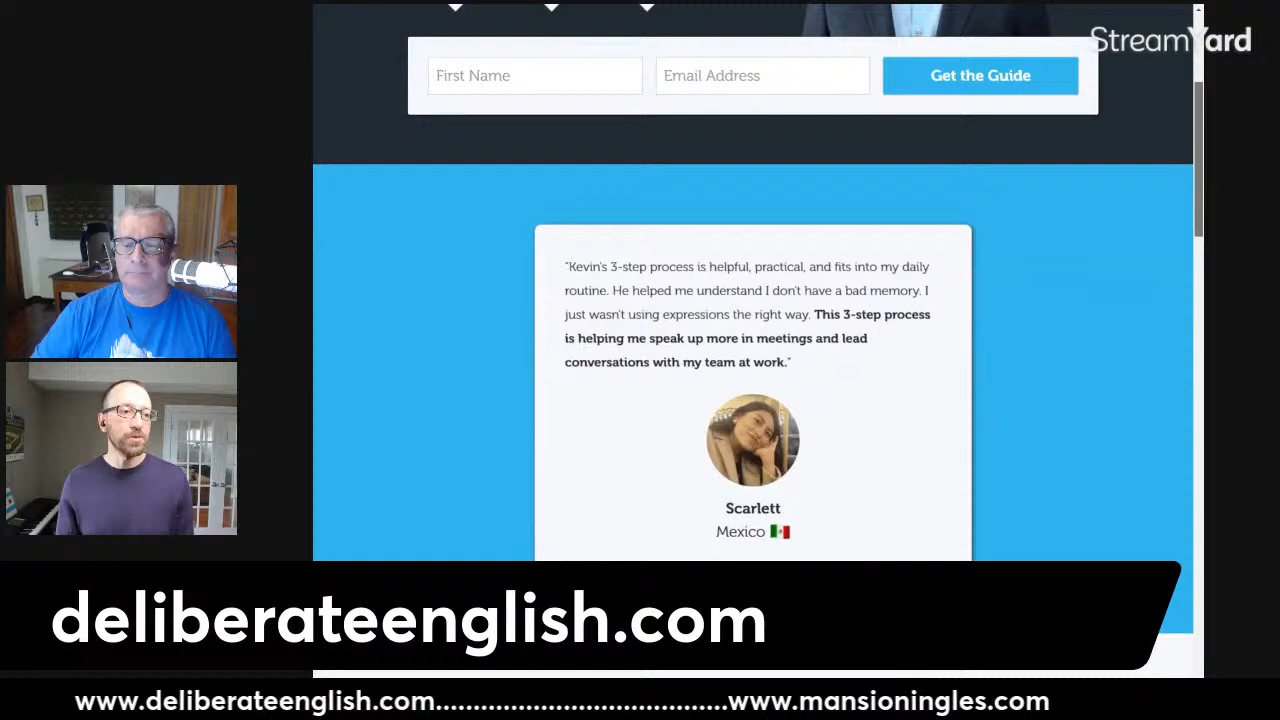 StreamYard
First Name
Email Address
Get the Guide
"Kevin's 3-step process is helpful, practical, and fits into my daily
routine. He helped me understand I don't have a bad memory. I
just wasn't using expressions the right way. This 3-step process
is helping me speak up more in meetings and lead
conversations with my team at work."
Scarlett
Mexico 🇲🇽
deliberateenglish.com
www.deliberateenglish.com................................www.mansioningles.com